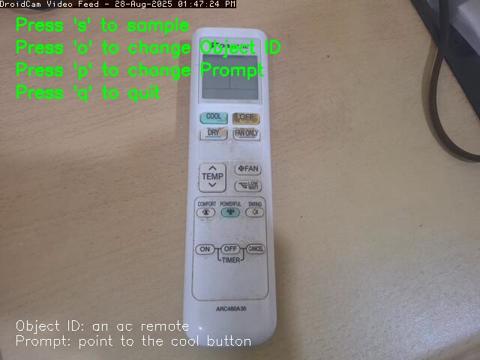 DroidCam Video Feed - 28-Aug-2025 01:47:24 PM
Press 's' to sample
Press 'o' to change Object ID
Press 'p' to change Prompt
Press 'q' to quit
COOL
OFF
DRY
FAN ONLY
TEMP
FAN
COMFORT
POWERFUL
SWING
ON
OFF
CANCEL
TIMER
ARC480A35
Object ID: an ac remote
Prompt: point to the cool button